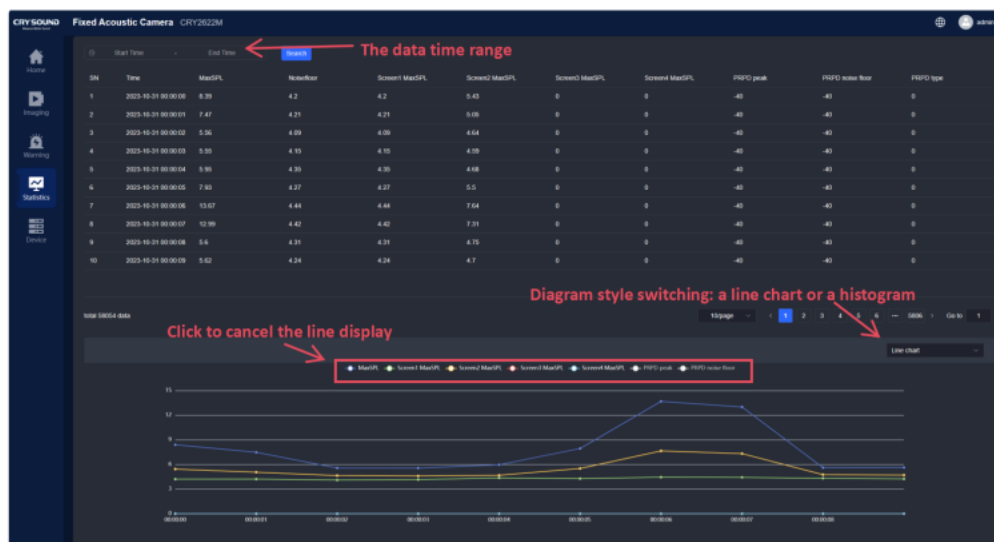 CRYSOUND
Fixed Acoustic Camera CRY2622M
admin
Home
Imaging
Warning
Statistics
Device
Start Time - End Time Search
The data time range
SN Time MaxSPL Noisefloor Screen1 MaxSPL Screen2 MaxSPL Screen3 MaxSPL Screen4 MaxSPL PRPD peak PRPD noise floor PRPD type
1 2023-10-31 00:00:00 8.39 4.2 4.2 5.43 0 0 -40 -40 0
2 2023-10-31 00:00:01 7.47 4.21 4.21 5.05 0 0 -40 -40 0
3 2023-10-31 00:00:02 5.56 4.09 4.09 4.64 0 0 -40 -40 0
4 2023-10-31 00:00:03 5.55 4.15 4.15 4.59 0 0 -40 -40 0
5 2023-10-31 00:00:04 5.95 4.35 4.35 4.68 0 0 -40 -40 0
6 2023-10-31 00:00:05 7.93 4.27 4.27 5.5 0 0 -40 -40 0
7 2023-10-31 00:00:06 13.67 4.44 4.44 7.64 0 0 -40 -40 0
8 2023-10-31 00:00:07 12.99 4.42 4.42 7.31 0 0 -40 -40 0
9 2023-10-31 00:00:08 5.6 4.31 4.31 4.75 0 0 -40 -40 0
10 2023-10-31 00:00:09 5.62 4.24 4.24 4.7 0 0 -40 -40 0
Diagram style switching: a line chart or a histogram
total 58054 data
10/page 1 2 3 4 5 6 ••• 5806 Go to 1
Click to cancel the line display
Line chart
MaxSPL Screen1 MaxSPL Screen2 MaxSPL Screen3 MaxSPL Screen4 MaxSPL PRPD peak PRPD noise floor
15
12
9
6
3
0
00:00:00 00:00:01 00:00:02 00:00:03 00:00:04 00:00:05 00:00:06 00:00:07 00:00:08